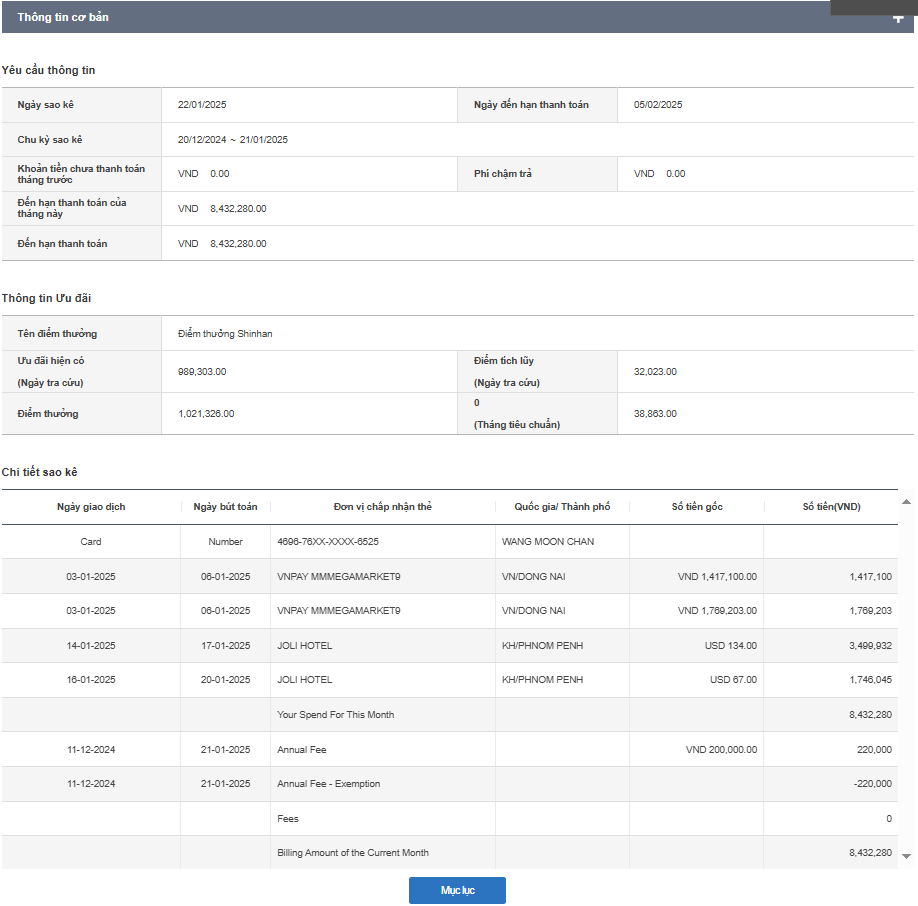 Thông tin cơ bản
Yêu cầu thông tin
Ngày sao kê 22/01/2025 Ngày đến hạn thanh toán 05/02/2025
Chu kỳ sao kê 20/12/2024 ~ 21/01/2025
Khoản tiền chưa thanh toán
tháng trước
VND 0.00 Phí chậm trả VND 0.00
Đến hạn thanh toán của
tháng này
VND 8,432,280.00
Đến hạn thanh toán VND 8,432,280.00
Thông tin Ưu đãi
Tên điểm thưởng Điểm thưởng Shinhan
Ưu đãi hiện có
(Ngày tra cứu)
989,303.00
Điểm tích lũy
(Ngày tra cứu)
32,023.00
Điểm thưởng 1,021,326.00
0
(Tháng tiêu chuẩn)
38,863.00
Chi tiết sao kê
Ngày giao dịch Ngày bút toán Đơn vị chấp nhận thẻ Quốc gia/ Thành phố Số tiền gốc Số tiền(VND)
Card Number 4696-76XX-XXXX-6525 WANG MOON CHAN
03-01-2025 06-01-2025 VNPAY MMMEGAMARKET9 VN/DONG NAI VND 1,417,100.00 1,417,100
03-01-2025 06-01-2025 VNPAY MMMEGAMARKET9 VN/DONG NAI VND 1,769,203.00 1,769,203
14-01-2025 17-01-2025 JOLI HOTEL KH/PHNOM PENH USD 134.00 3,499,932
16-01-2025 20-01-2025 JOLI HOTEL KH/PHNOM PENH USD 67.00 1,746,045
Your Spend For This Month 8,432,280
11-12-2024 21-01-2025 Annual Fee VND 200,000.00 220,000
11-12-2024 21-01-2025 Annual Fee - Exemption -220,000
Fees 0
Billing Amount of the Current Month 8,432,280
Mục lục